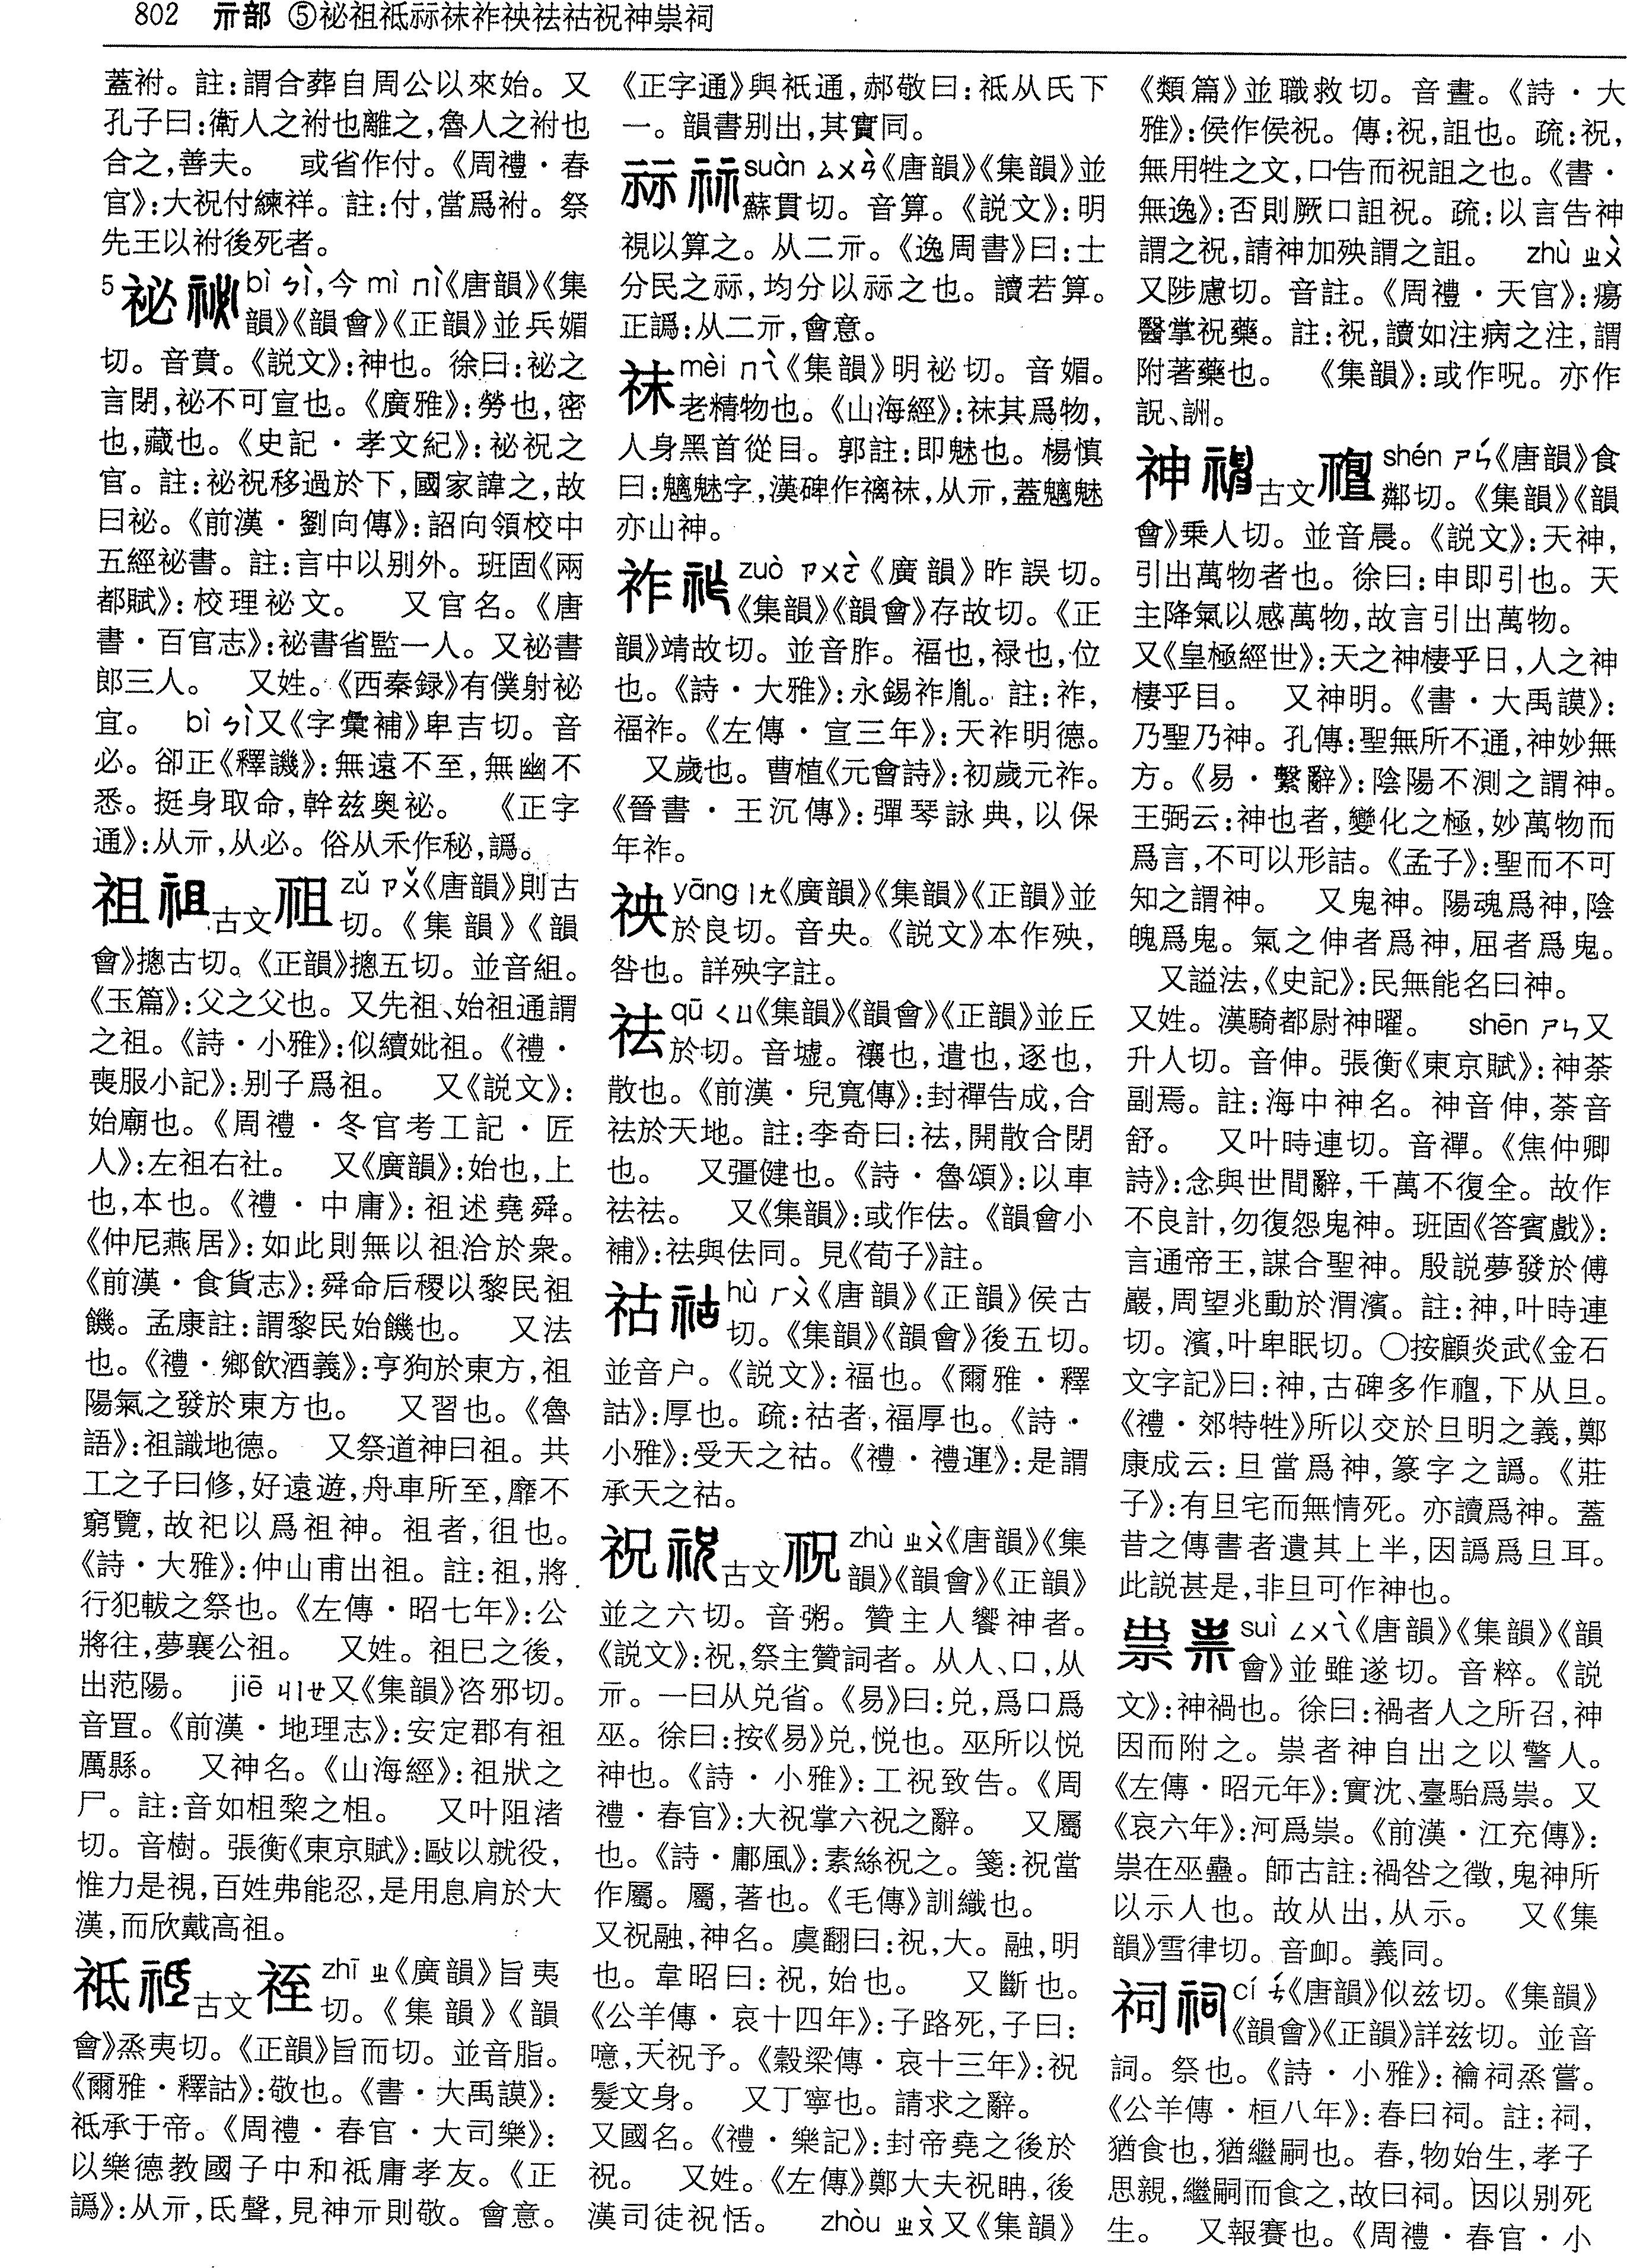 802 示部 ⑤祕祖祗祘祙祚祑祛祜祝神祟祠
蓋祔。註:謂合葬自周公以來始。又
孔子曰:衛人之祔也離之,魯人之祔也
合之,善夫。 或省作付。《周禮·春
官》:大祝付練祥。註:付,當爲祔。祭
先王以祔後死者。
5祕 bì ㄅㄧˋ,今 mì ㄇㄧˋ《唐韻》《集
韻》《韻會》《正韻》並兵媚
切。音賁。《説文》:神也。徐曰:祕之
言閉,祕不可宣也。《廣雅》:勞也,密
也,藏也。《史記·孝文紀》:祕祝之
官。註:祕祝移過於下,國家諱之,故
曰祕。《前漢·劉向傳》:詔向領校中
五經祕書。註:言中以别外。班固《兩
都賦》:校理祕文。 又官名。《唐
書·百官志》:祕書省監一人。又祕書
郎三人。 又姓。《西秦録》有僕射祕
宜。 bì ㄅㄧˋ又《字彙補》卑吉切。音
必。卻正《釋譏》:無遠不至,無幽不
悉。挺身取命,幹兹奥祕。 《正字
通》:从示,从必。俗从禾作秘,譌。
祖 古文 祖 zǔ ㄗㄨˇ《唐韻》則古
切。《集韻》《韻
會》摠古切。《正韻》摠五切。並音組。
《玉篇》:父之父也。又先祖、始祖通謂
之祖。《詩·小雅》:似續妣祖。《禮·
喪服小記》:别子爲祖。 又《説文》:
始廟也。《周禮·冬官考工記·匠
人》:左祖右社。 又《廣韻》:始也,上
也,本也。《禮·中庸》:祖述堯舜。
《仲尼燕居》:如此則無以祖洽於衆。
《前漢·食貨志》:舜命后稷以黎民祖
饑。孟康註:謂黎民始饑也。 又法
也。《禮·鄉飲酒義》:亨狗於東方,祖
陽氣之發於東方也。 又習也。《魯
語》:祖識地德。 又祭道神曰祖。共
工之子曰修,好遠遊,舟車所至,靡不
窮覽,故祀以爲祖神。祖者,徂也。
《詩·大雅》:仲山甫出祖。註:祖,將
行犯軷之祭也。《左傳·昭七年》:公
將往,夢襄公祖。 又姓。祖巳之後,
出范陽。 jiē ㄐㄧㄝ又《集韻》咨邪切。
音罝。《前漢·地理志》:安定郡有祖
厲縣。 又神名。《山海經》:祖狀之
尸。註:音如柤棃之柤。 又叶阻渚
切。音樹。張衡《東京賦》:敺以就役,
惟力是視,百姓弗能忍,是用息肩於大
漢,而欣戴高祖。
祗 古文 秷 zhī ㄓ《廣韻》旨夷
切。《集韻》《韻
會》烝夷切。《正韻》旨而切。並音脂。
《爾雅·釋詁》:敬也。《書·大禹謨》:
祗承于帝。《周禮·春官·大司樂》:
以樂德教國子中和祗庸孝友。《正
譌》:从示,氐聲,見神示則敬。會意。
《正字通》與祇通,郝敬曰:祗从氏下
一。韻書别出,其實同。
祘 suàn ㄙㄨㄢˋ《唐韻》《集韻》並
蘇貫切。音算。《説文》:明
視以算之。从二示。《逸周書》曰:士
分民之祘,均分以祘之也。讀若算。
正譌:从二示,會意。
祙 mèi ㄇㄟˋ《集韻》明祕切。音媚。
老精物也。《山海經》:祙其爲物,
人身黑首從目。郭註:即魅也。楊慎
曰:魑魅字,漢碑作褵祙,从示,蓋魑魅
亦山神。
祚 zuò ㄗㄨㄛˋ《廣韻》昨誤切。
《集韻》《韻會》存故切。《正
韻》靖故切。並音胙。福也,禄也,位
也。《詩·大雅》:永錫祚胤。註:祚,
福祚。《左傳·宣三年》:天祚明德。
又歲也。曹植《元會詩》:初歲元祚。
《晉書·王沉傳》:彈琴詠典,以保
年祚。
祑 yāng ㄧㄤ《廣韻》《集韻》《正韻》並
於良切。音央。《説文》本作殃,
咎也。詳殃字註。
祛 qū ㄑㄩ《集韻》《韻會》《正韻》並丘
於切。音墟。禳也,遣也,逐也,
散也。《前漢·兒寬傳》:封禪告成,合
祛於天地。註:李奇曰:祛,開散合閉
也。 又彊健也。《詩·魯頌》:以車
祛祛。 又《集韻》:或作佉。《韻會小
補》:祛與佉同。見《荀子》註。
祜 hù ㄏㄨˋ《唐韻》《正韻》侯古
切。《集韻》《韻會》後五切。
並音户。《説文》:福也。《爾雅·釋
詁》:厚也。疏:祜者,福厚也。《詩·
小雅》:受天之祜。《禮·禮運》:是謂
承天之祜。
祝 古文 祝 zhù ㄓㄨˋ《唐韻》《集
韻》《韻會》《正韻》
並之六切。音粥。贊主人饗神者。
《説文》:祝,祭主贊詞者。从人、口,从
示。一曰从兑省。《易》曰:兑,爲口爲
巫。徐曰:按《易》兑,悦也。巫所以悦
神也。《詩·小雅》:工祝致告。《周
禮·春官》:大祝掌六祝之辭。 又屬
也。《詩·鄘風》:素絲祝之。箋:祝當
作屬。屬,著也。《毛傳》訓織也。
又祝融,神名。虞翻曰:祝,大。融,明
也。韋昭曰:祝,始也。 又斷也。
《公羊傳·哀十四年》:子路死,子曰:
噫,天祝予。《穀梁傳·哀十三年》:祝
髮文身。 又丁寧也。請求之辭。
又國名。《禮·樂記》:封帝堯之後於
祝。 又姓。《左傳》鄭大夫祝聃,後
漢司徒祝恬。 zhòu ㄓㄡˋ又《集韻》
《類篇》並職救切。音晝。《詩·大
雅》:侯作侯祝。傳:祝,詛也。疏:祝,
無用牲之文,口告而祝詛之也。《書·
無逸》:否則厥口詛祝。疏:以言告神
謂之祝,請神加殃謂之詛。 zhù ㄓㄨˋ
又陟慮切。音註。《周禮·天官》:瘍
醫掌祝藥。註:祝,讀如注病之注,謂
附著藥也。 《集韻》:或作呪。亦作
詋、詶。
神 古文 䄠 shén ㄕㄣˊ《唐韻》食
鄰切。《集韻》《韻
會》乘人切。並音晨。《説文》:天神,
引出萬物者也。徐曰:申即引也。天
主降氣以感萬物,故言引出萬物。
又《皇極經世》:天之神棲乎日,人之神
棲乎目。 又神明。《書·大禹謨》:
乃聖乃神。孔傳:聖無所不通,神妙無
方。《易·繫辭》:陰陽不測之謂神。
王弼云:神也者,變化之極,妙萬物而
爲言,不可以形詰。《孟子》:聖而不可
知之謂神。 又鬼神。陽魂爲神,陰
魄爲鬼。氣之伸者爲神,屈者爲鬼。
又謚法,《史記》:民無能名曰神。
又姓。漢騎都尉神曜。 shēn ㄕㄣ又
升人切。音伸。張衡《東京賦》:神荼
副焉。註:海中神名。神音伸,荼音
舒。 又叶時連切。音禪。《焦仲卿
詩》:念與世間辭,千萬不復全。故作
不良計,勿復怨鬼神。班固《答賓戲》:
言通帝王,謀合聖神。殷説夢發於傅
巖,周望兆動於渭濱。註:神,叶時連
切。濱,叶卑眠切。○按顧炎武《金石
文字記》曰:神,古碑多作䄠,下从旦。
《禮·郊特牲》所以交於旦明之義,鄭
康成云:旦當爲神,篆字之譌。《莊
子》:有旦宅而無情死。亦讀爲神。蓋
昔之傳書者遺其上半,因譌爲旦耳。
此説甚是,非旦可作神也。
祟 suì ㄙㄨㄟˋ《唐韻》《集韻》《韻
會》並雖遂切。音粹。《説
文》:神禍也。徐曰:禍者人之所召,神
因而附之。祟者神自出之以警人。
《左傳·昭元年》:實沈、臺駘爲祟。又
《哀六年》:河爲祟。《前漢·江充傳》:
祟在巫蠱。師古註:禍咎之徵,鬼神所
以示人也。故从出,从示。 又《集
韻》雪律切。音卹。義同。
祠 cí ㄘˊ《唐韻》似兹切。《集韻》
《韻會》《正韻》詳兹切。並音
詞。祭也。《詩·小雅》:禴祠烝嘗。
《公羊傳·桓八年》:春曰祠。註:祠,
猶食也,猶繼嗣也。春,物始生,孝子
思親,繼嗣而食之,故曰祠。因以别死
生。 又報賽也。《周禮·春官·小